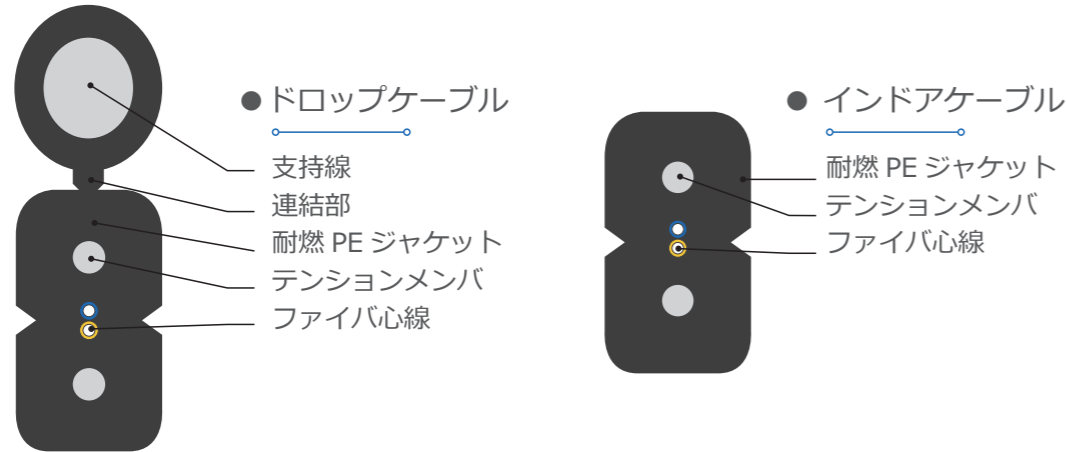 ● ドロップケーブル
支持線
連結部
耐燃 PE ジャケット
テンションメンバ
ファイバ心線
● インドアケーブル
耐燃 PE ジャケット
テンションメンバ
ファイバ心線